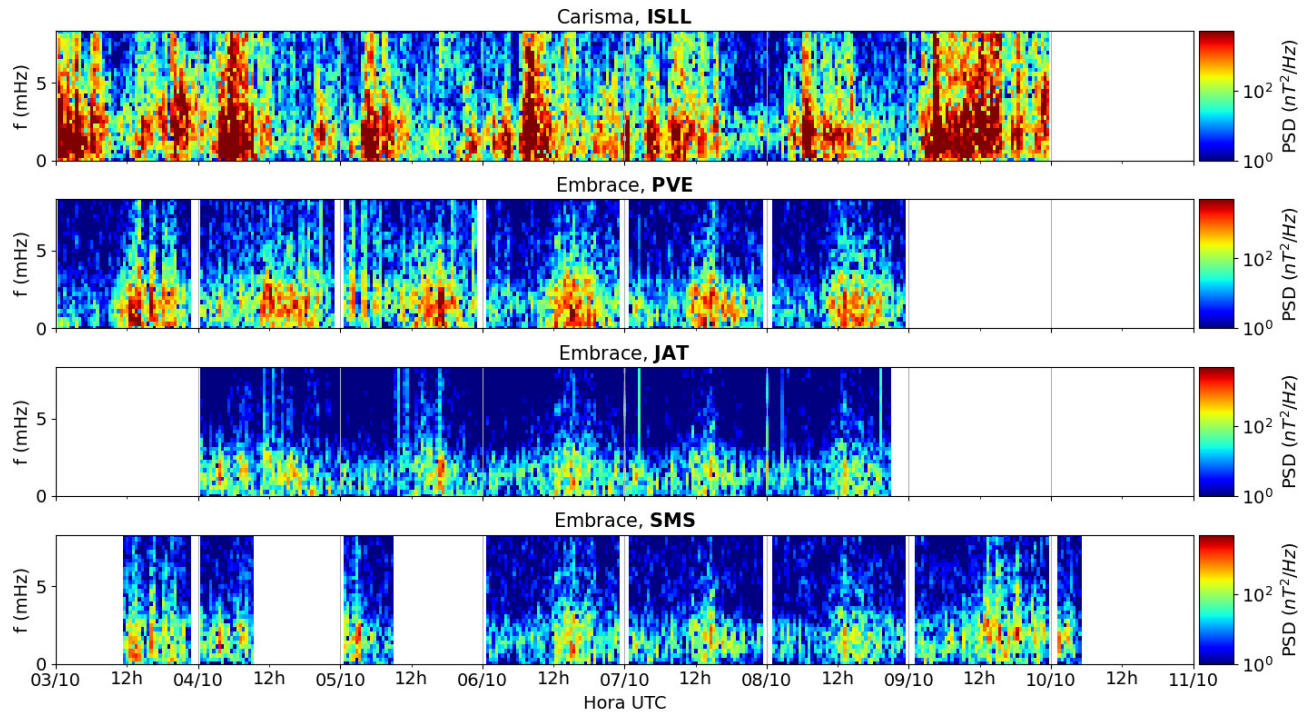 Carisma, ISLL
f (mHz)
5
0
PSD (nT²/Hz)
10²
10⁰
Embrace, PVE
f (mHz)
5
0
PSD (nT²/Hz)
10²
10⁰
Embrace, JAT
f (mHz)
5
0
PSD (nT²/Hz)
10²
10⁰
Embrace, SMS
f (mHz)
5
0
PSD (nT²/Hz)
10²
10⁰
03/10 12h 04/10 12h 05/10 12h 06/10 12h 07/10 12h 08/10 12h 09/10 12h 10/10 12h 11/10
Hora UTC